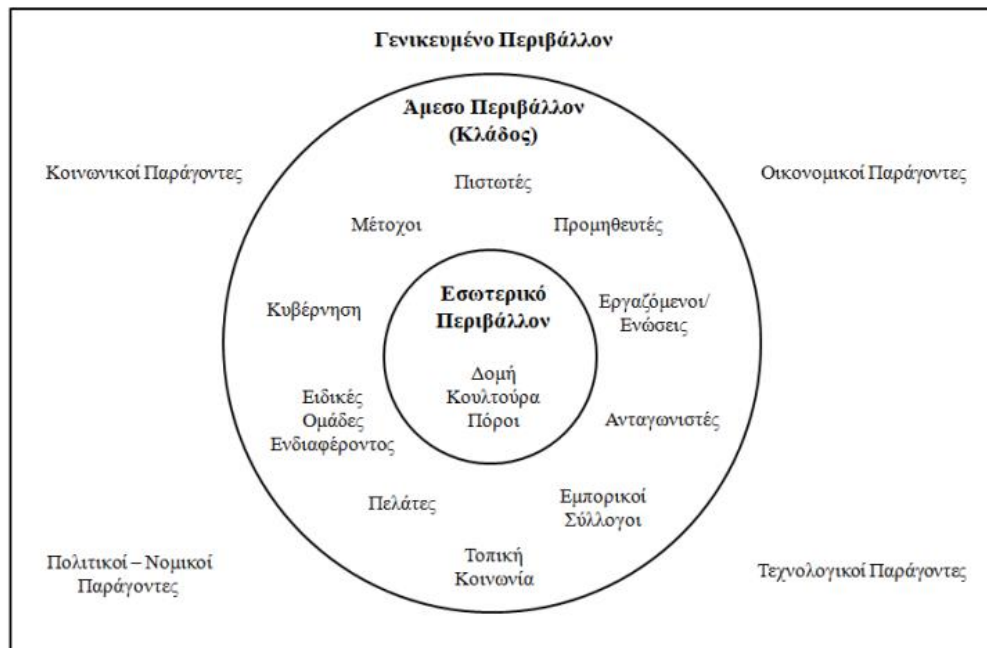 Γενικευμένο Περιβάλλον
Άμεσο Περιβάλλον
(Κλάδος)
Κοινωνικοί Παράγοντες
Οικονομικοί Παράγοντες
Πιστωτές
Μέτοχοι
Προμηθευτές
Κυβέρνηση
Εσωτερικό
Περιβάλλον
Εργαζόμενοι/
Ενώσεις
Δομή
Κουλτούρα
Πόροι
Ειδικές
Ομάδες
Ενδιαφέροντος
Ανταγωνιστές
Πελάτες
Εμπορικοί
Σύλλογοι
Τοπική
Κοινωνία
Πολιτικοί – Νομικοί
Παράγοντες
Τεχνολογικοί Παράγοντες